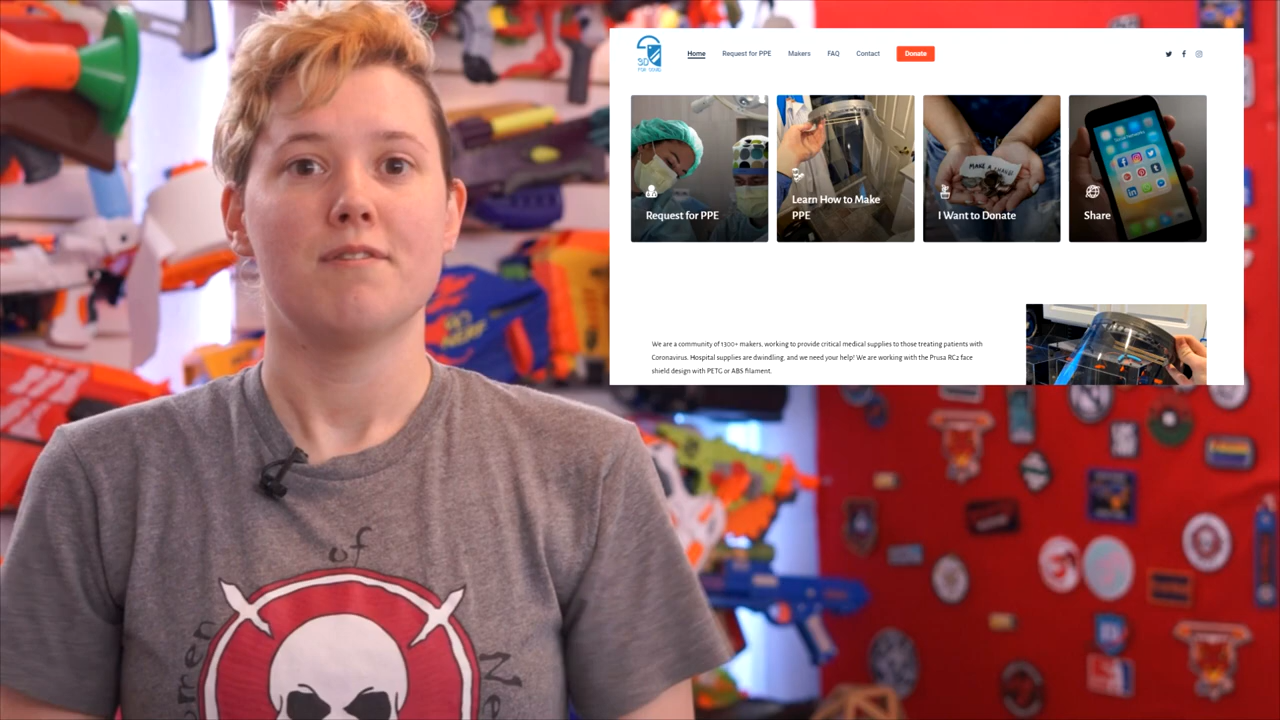 3D
Home Request for PPE Makers FAQ Contact Donate
MAKE A CHANGE
Request for PPE
Learn How to Make
PPE
I Want to Donate
Share
We are a community of 1300+ makers, working to provide critical medical supplies to those treating patients with
Coronavirus. Hospital supplies are dwindling, and we need your help! We are working with the Prusa RC2 face
shield design with PETG or ABS filament.
NERF
of